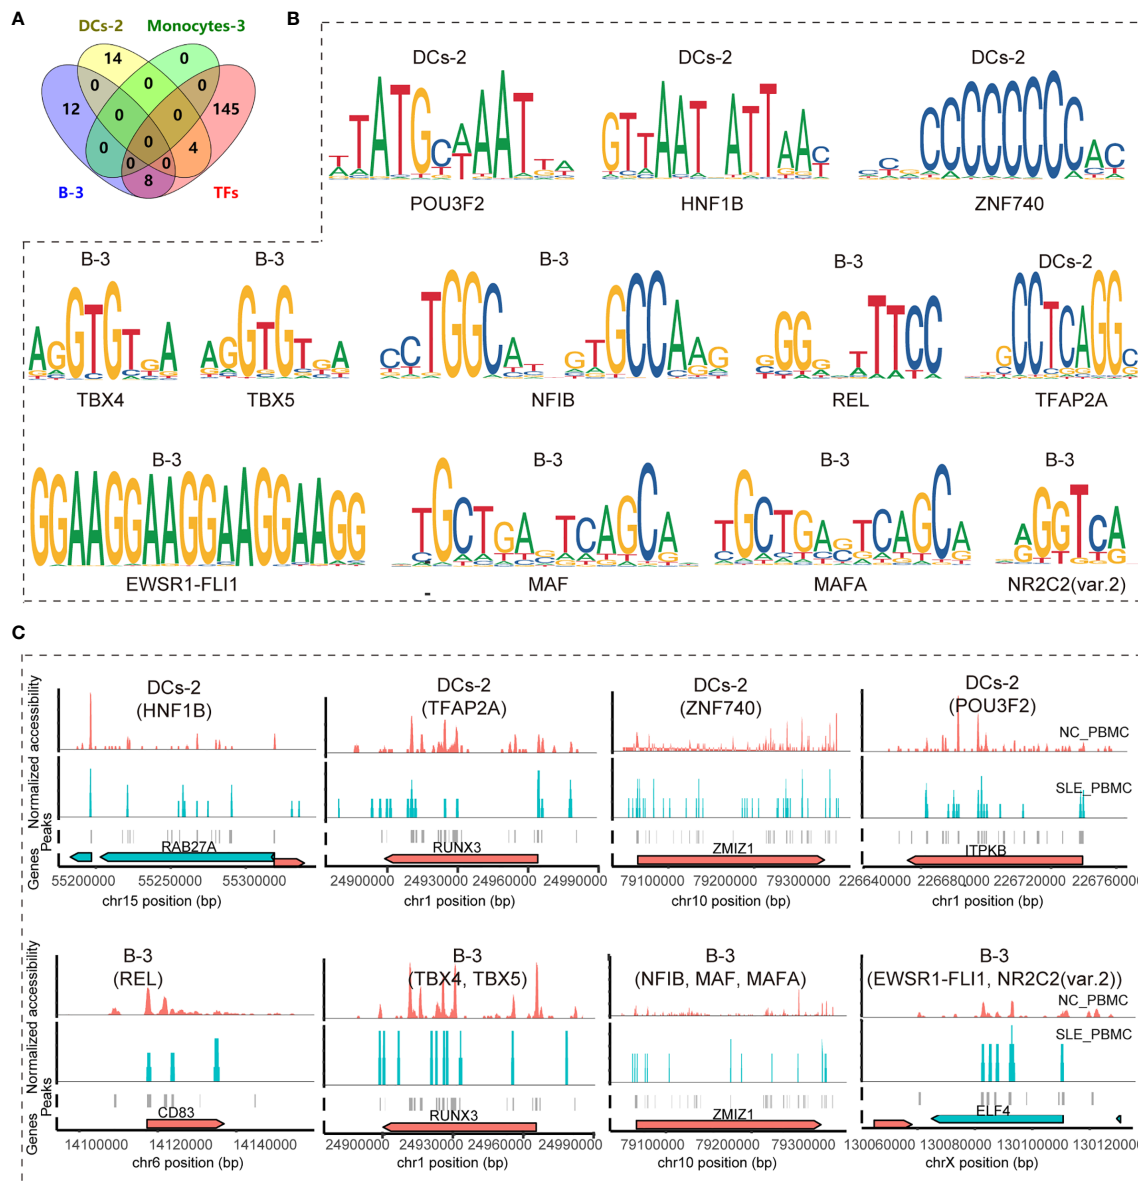 A
DCs-2 Monocytes-3
14 0
0 0 0
12 0 0 145
0 0 0 0 4
8
B-3 TFs
B
DCs-2 DCs-2 DCs-2
POU3F2 HNF1B ZNF740
B-3 B-3 B-3 B-3 DCs-2
TBX4 TBX5 NFIB REL TFAP2A
B-3 B-3 B-3 B-3
GGAAGGAAGGAAGGAAGG
EWSR1-FLI1 MAF MAFA NR2C2(var.2)
C
Normalized accessibility
Peaks
Genes
DCs-2
(HNF1B)
RAB27A
55200000 55250000 55300000
chr15 position (bp)
DCs-2
(TFAP2A)
RUNX3
24900000 24930000 24960000 24990000
chr1 position (bp)
DCs-2
(ZNF740)
ZMIZ1
79100000 79200000 79300000
chr10 position (bp)
DCs-2
(POU3F2)
NC_PBMC
SLE_PBMC
ITPKB
226640000 226680000 226720000
chr1 position (bp)
Normalized accessibility
Peaks
Genes
B-3
(REL)
CD83
14100000 14120000 14140000
chr6 position (bp)
B-3
(TBX4, TBX5)
RUNX3
24900000 24930000 24960000 24990000
chr1 position (bp)
B-3
(NFIB, MAF, MAFA)
ZMIZ1
79100000 79200000 79300000
chr10 position (bp)
B-3
(EWSR1-FLI1, NR2C2(var.2))
NC_PBMC
SLE_PBMC
ELF4
130060000 130080000 130100000
chrX position (bp)